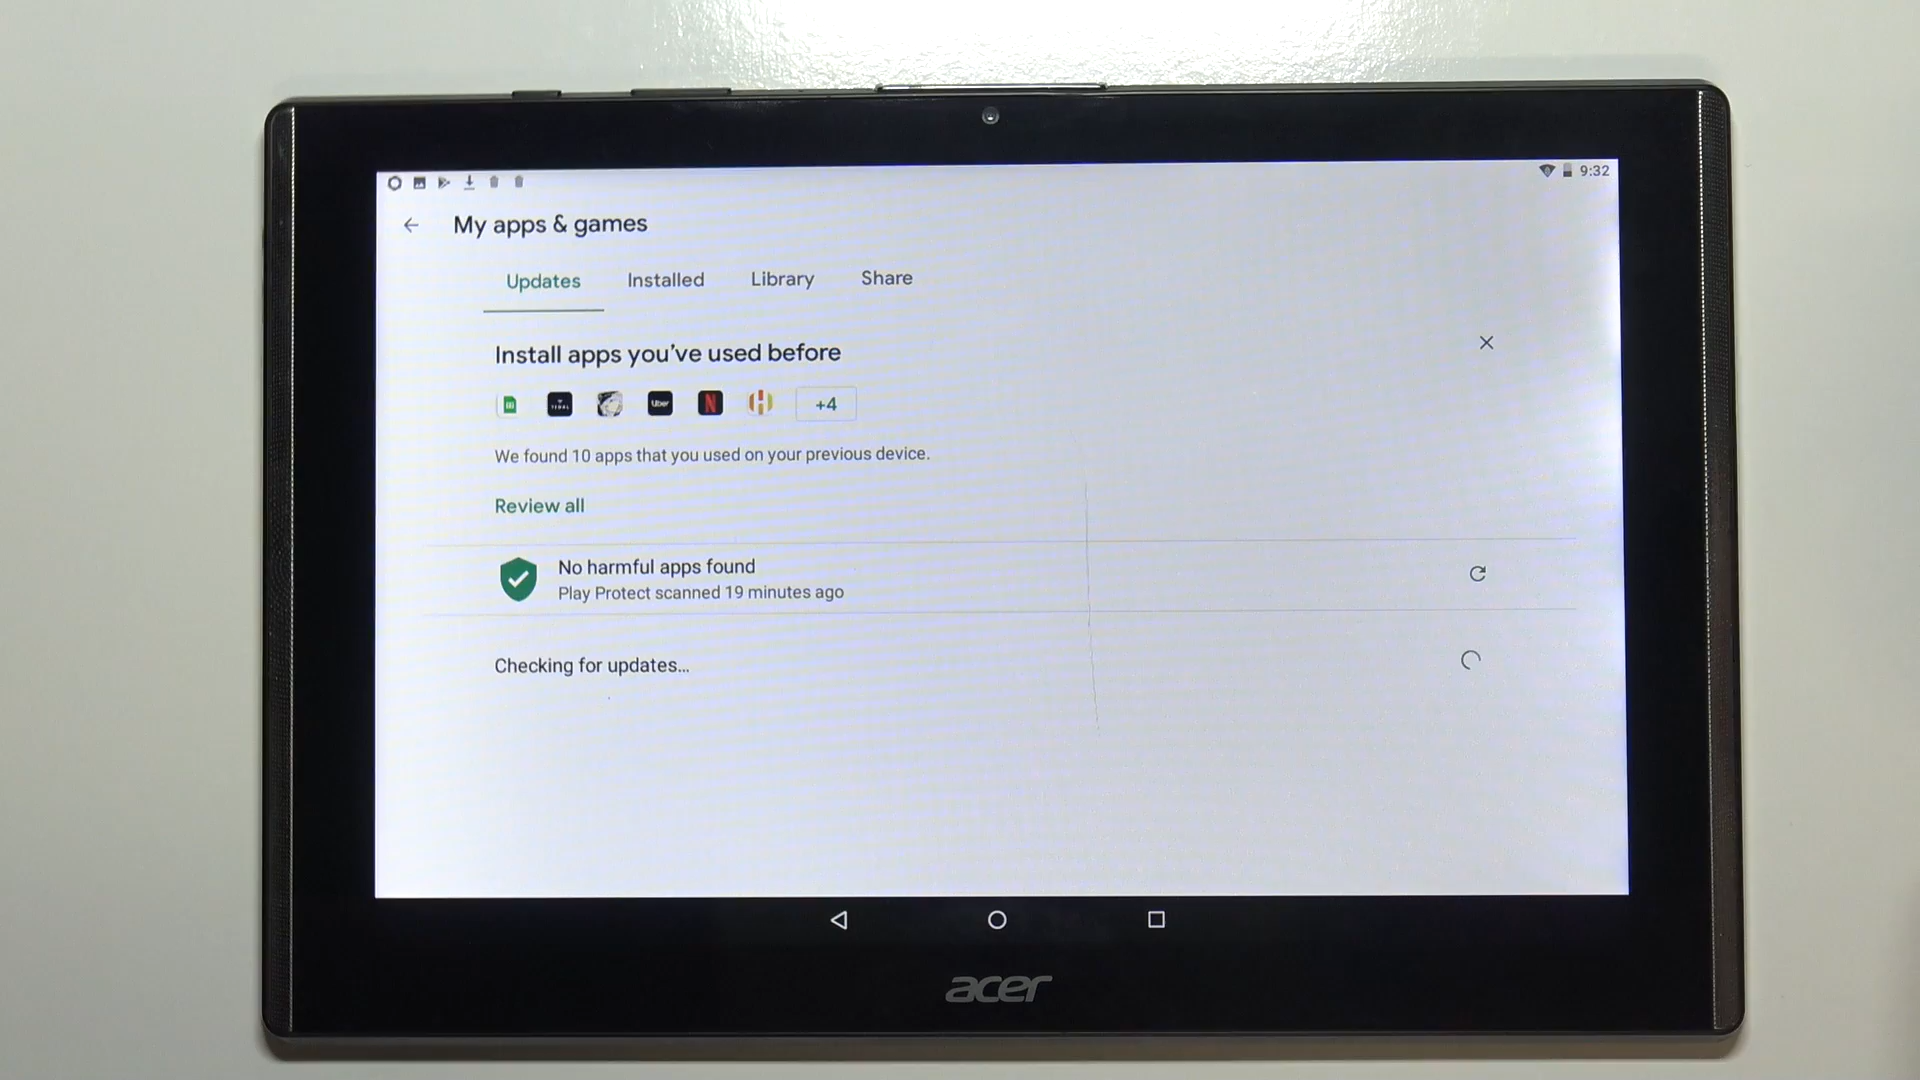 9:32
My apps & games
Updates Installed Library Share
Install apps you've used before
TIDAL Uber N +4
We found 10 apps that you used on your previous device.
Review all
No harmful apps found
Play Protect scanned 19 minutes ago
Checking for updates...
acer